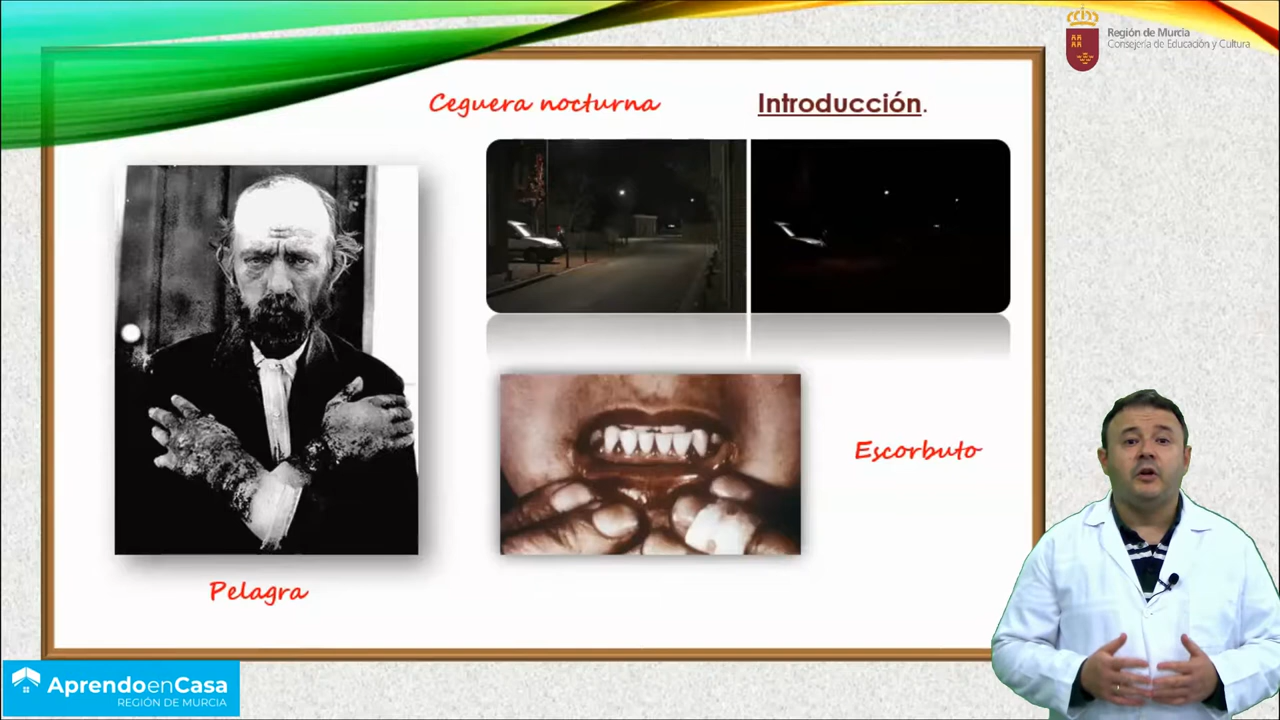 Región de Murcia
Consejería de Educación y Cultura
Ceguera nocturna
Introducción.
Escorbuto
Pelagra
AprendoenCasa
REGIÓN DE MURCIA